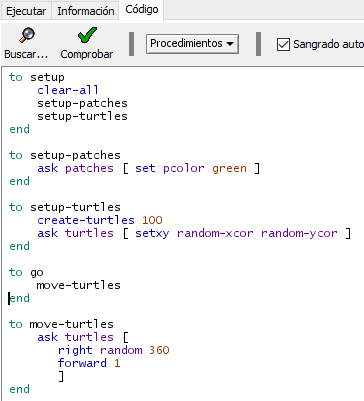 Ejecutar Información Código
Buscar... Comprobar Procedimientos Sangrado auto
to setup
clear-all
setup-patches
setup-turtles
end
to setup-patches
ask patches [ set pcolor green ]
end
to setup-turtles
create-turtles 100
ask turtles [ setxy random-xcor random-ycor ]
end
to go
move-turtles
end
to move-turtles
ask turtles [
right random 360
forward 1
]
end